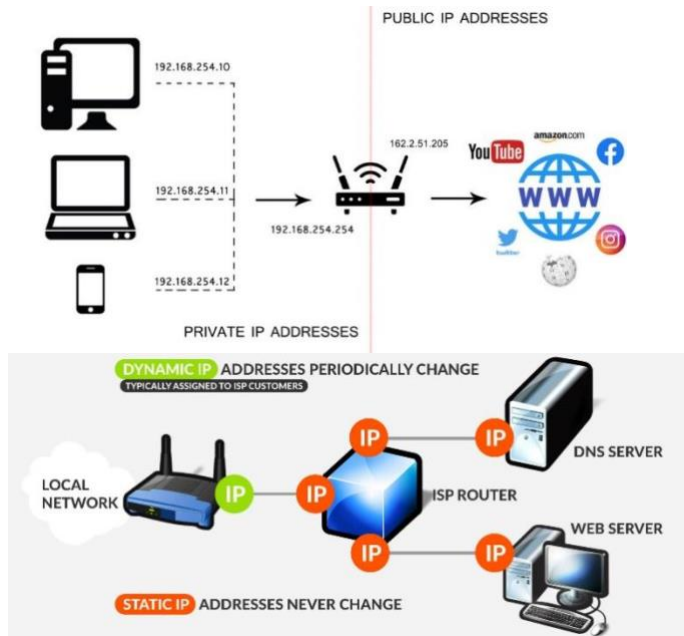 PUBLIC IP ADDRESSES
192.168.254.10
162.2.51.205
amazon.com
YouTube
192.168.254.11
WWW
192.168.254.254
twitter
192.168.254.12
PRIVATE IP ADDRESSES
DYNAMIC IP ADDRESSES PERIODICALLY CHANGE
TYPICALLY ASSIGNED TO ISP CUSTOMERS
IP
IP
DNS SERVER
LOCAL
NETWORK
IP
IP
ISP ROUTER
WEB SERVER
IP
IP
STATIC IP ADDRESSES NEVER CHANGE